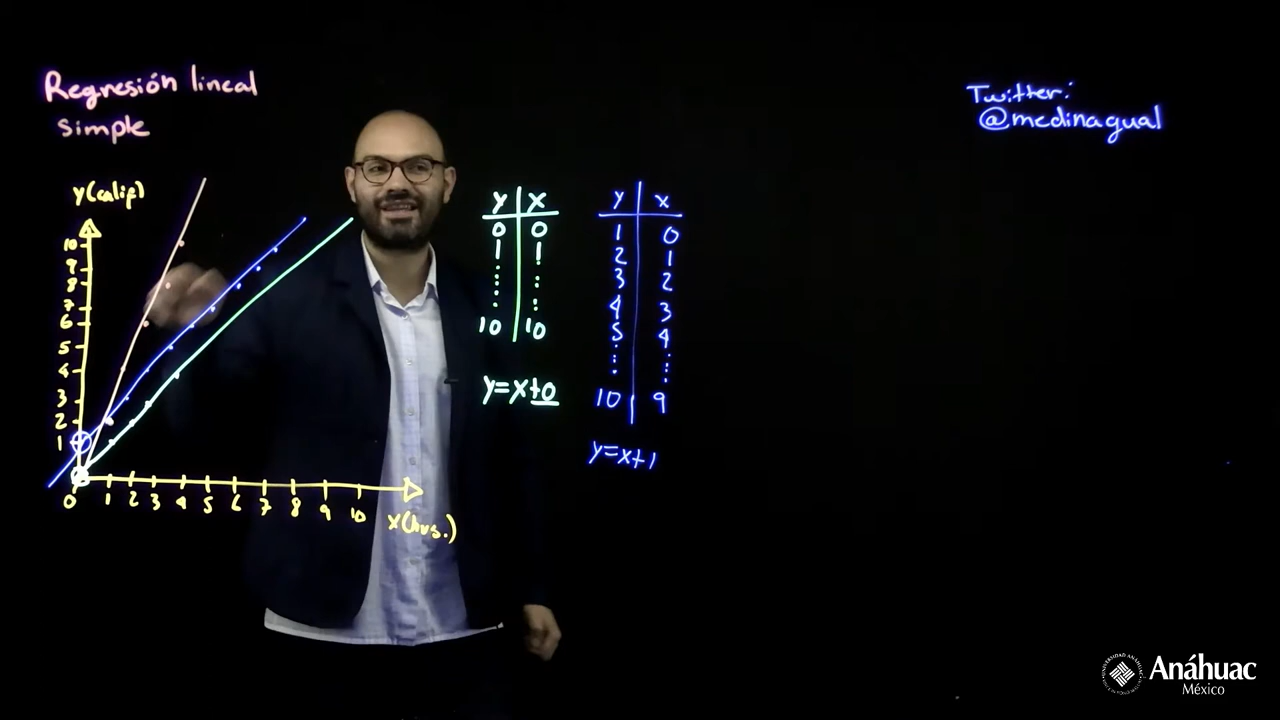 Regresión lineal
simple
Twitter:
@medinagual
y(calif)
10
9
8
7
6
5
4
3
2
1
0
1 2 3 4 5 6 7 8 9 10
x(hrs.)
y x
0 0
1 1
⋮ ⋮
10 10
y=x+0
y x
1 0
2 1
3 2
4 3
5 4
⋮ ⋮
10 9
y=x+1
Anáhuac
México